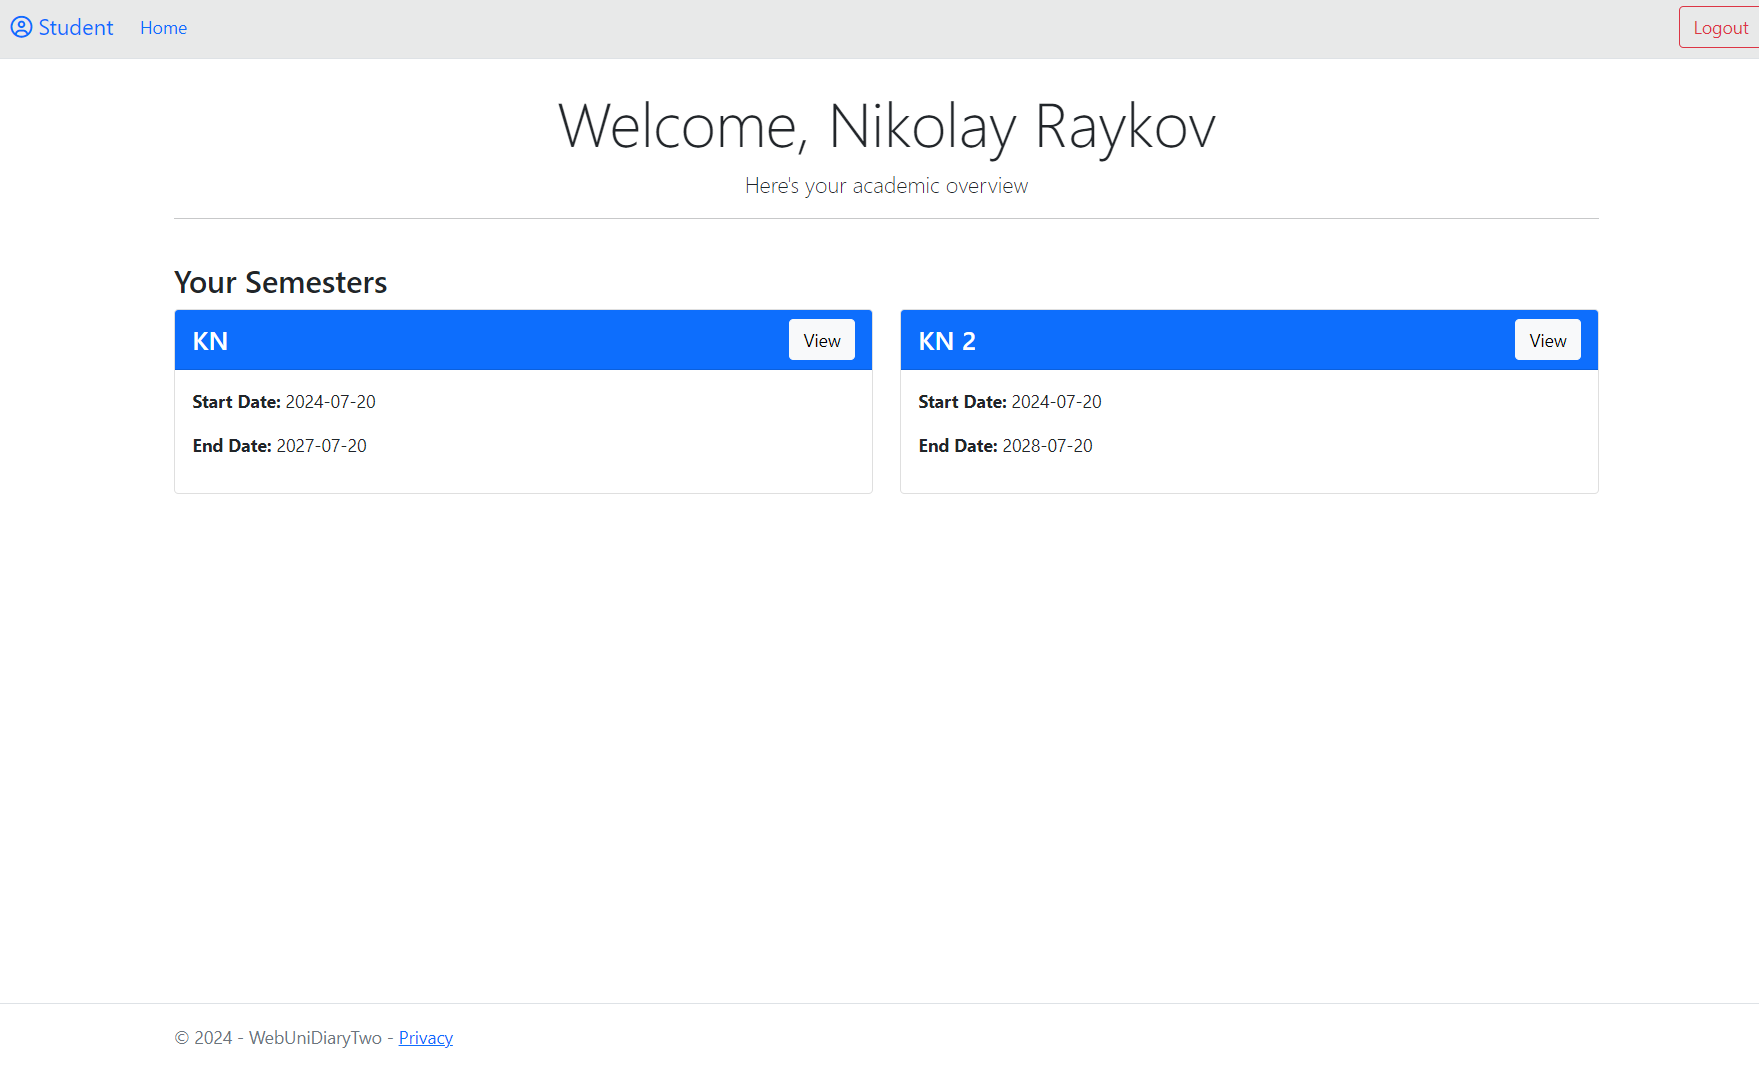 Student Home Logout
Welcome, Nikolay Raykov
Here's your academic overview
Your Semesters
KN View
Start Date: 2024-07-20
End Date: 2027-07-20
KN 2 View
Start Date: 2024-07-20
End Date: 2028-07-20
© 2024 - WebUniDiaryTwo - Privacy